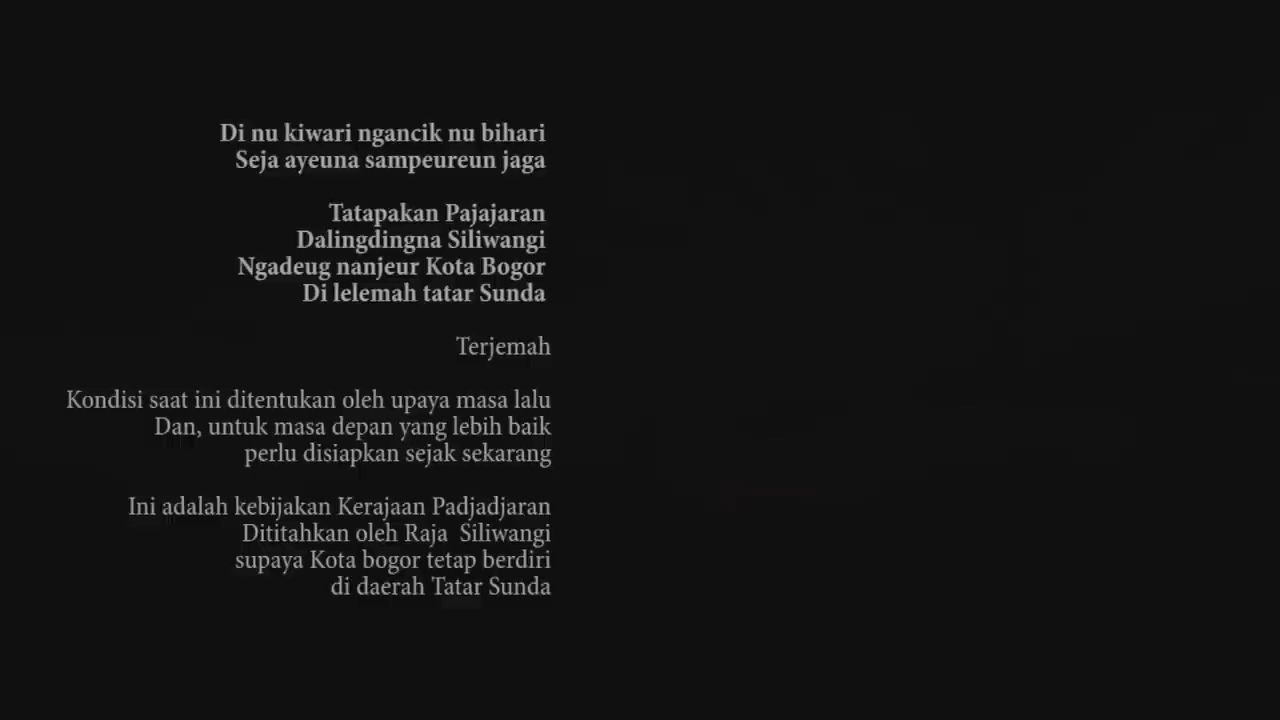 Di nu kiwari ngancik nu bihari
Seja ayeuna sampeureun jaga
Tatapakan Pajajaran
Dalingdingna Siliwangi
Ngadeug nanjeur Kota Bogor
Di lelemah tatar Sunda
Terjemah
Kondisi saat ini ditentukan oleh upaya masa lalu
Dan, untuk masa depan yang lebih baik
perlu disiapkan sejak sekarang
Ini adalah kebijakan Kerajaan Padjadjaran
Dititahkan oleh Raja  Siliwangi
supaya Kota bogor tetap berdiri
di daerah Tatar Sunda